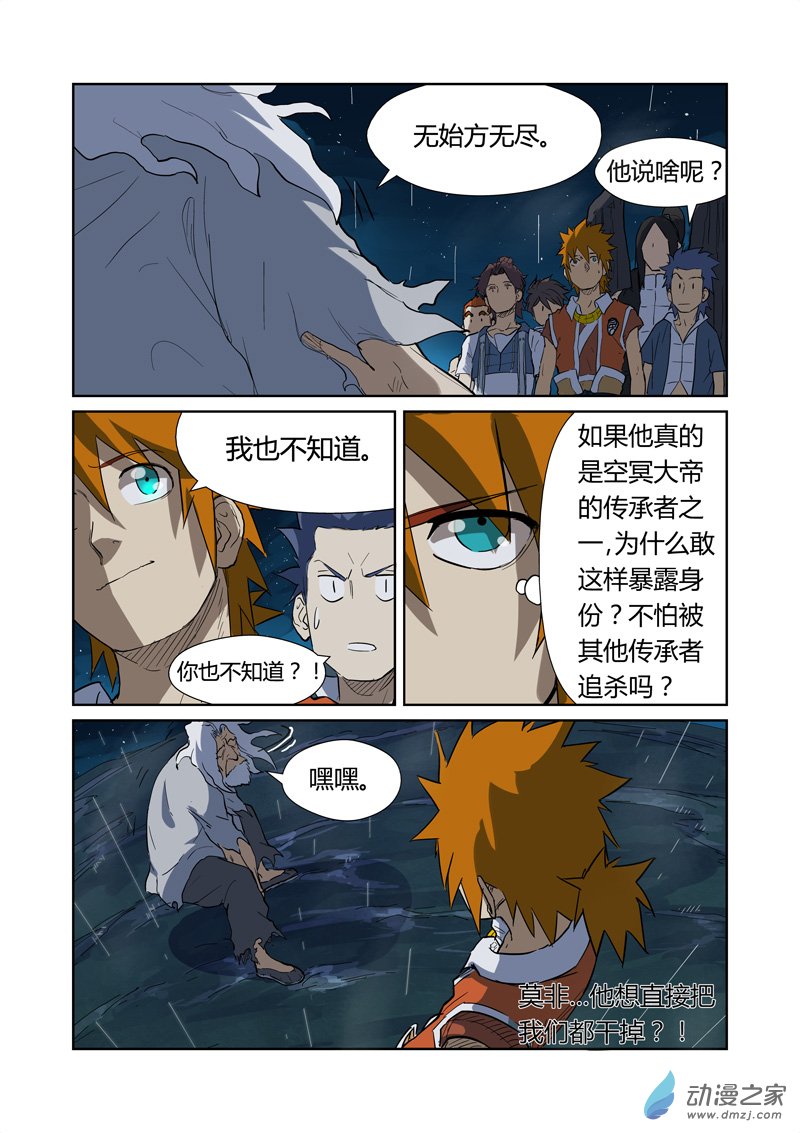 无始方无尽。
他说啥呢？
我也不知道。
你也不知道？！
如果他真的
是空冥大帝
的传承者之
一，为什么敢
这样暴露身
份？不怕被
其他传承者
追杀吗？
嘿嘿。
莫非...他想直接把
我们都干掉？！
动漫之家
www.dmzj.com